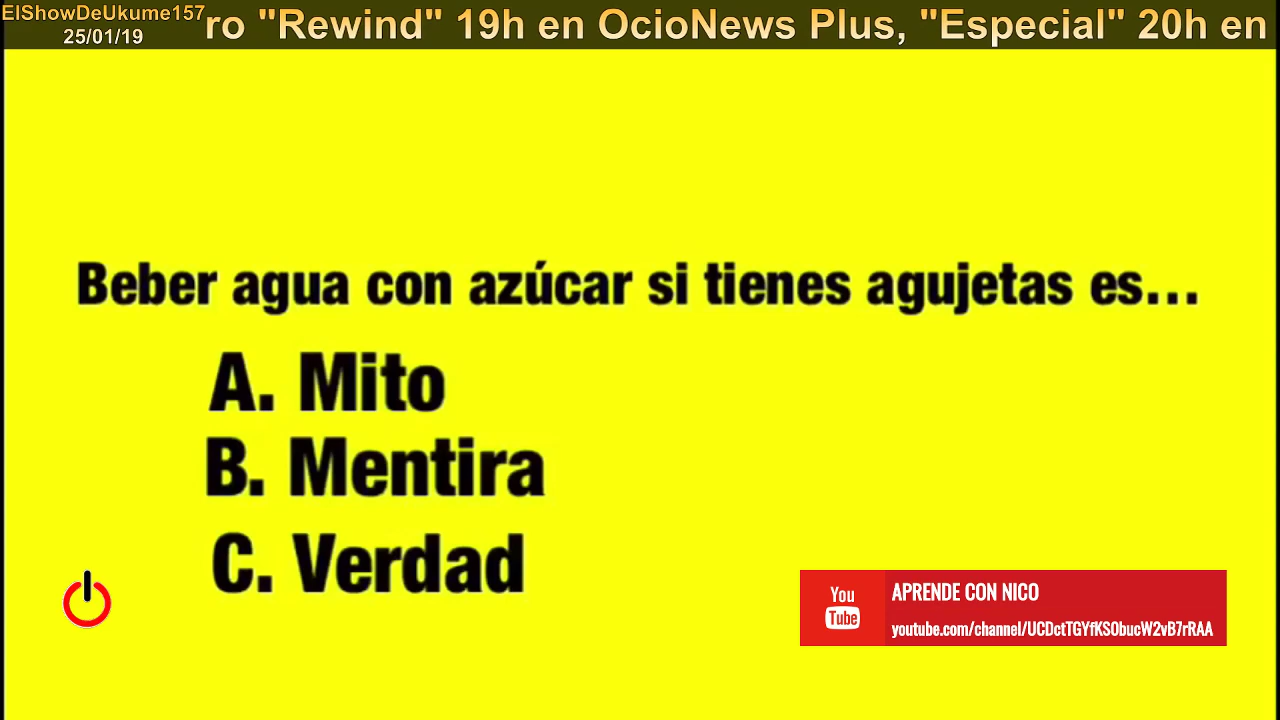 ElShowDeUkume157
25/01/19
ro "Rewind" 19h en OcioNews Plus, "Especial" 20h en
Beber agua con azúcar si tienes agujetas es...
A. Mito
B. Mentira
C. Verdad
You
Tube
APRENDE CON NICO
youtube.com/channel/UCDctTGYfKSObucW2vB7rRAA